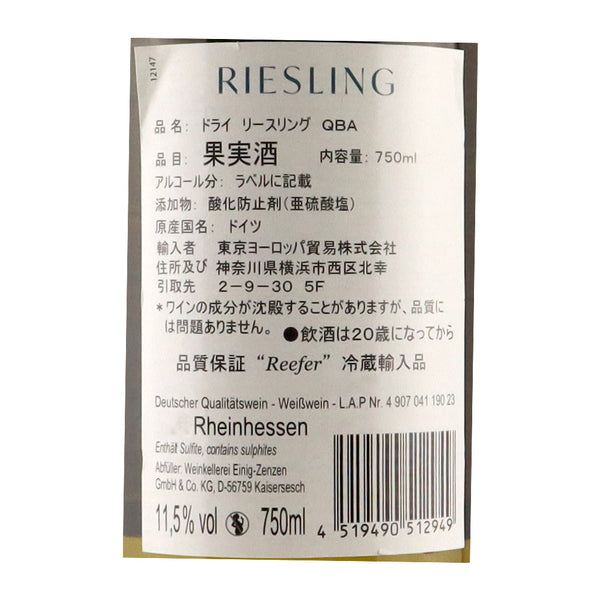 12147
RIESLING
品名: ドライ リースリング QBA
品目: 果実酒 内容量: 750ml
アルコール分: ラベルに記載
添加物: 酸化防止剤(亜硫酸塩)
原産国名: ドイツ
輸入者 東京ヨーロッパ貿易株式会社
住所及び 神奈川県横浜市西区北幸
引取先 2-9-30 5F
*ワインの成分が沈殿することがありますが、品質に
は問題ありません。 ●飲酒は20歳になってから
品質保証 “Reefer” 冷蔵輸入品
Deutscher Qualitätswein - Weißwein - L.A.P Nr. 4 907 041 190 23
Rheinhessen
Enthält Sulfite, contains sulphites
Abfüller: Weinkellerei Einig-Zenzen
GmbH & Co. KG, D-56759 Kaisersesch
11,5% vol 750ml
4 519490 512949